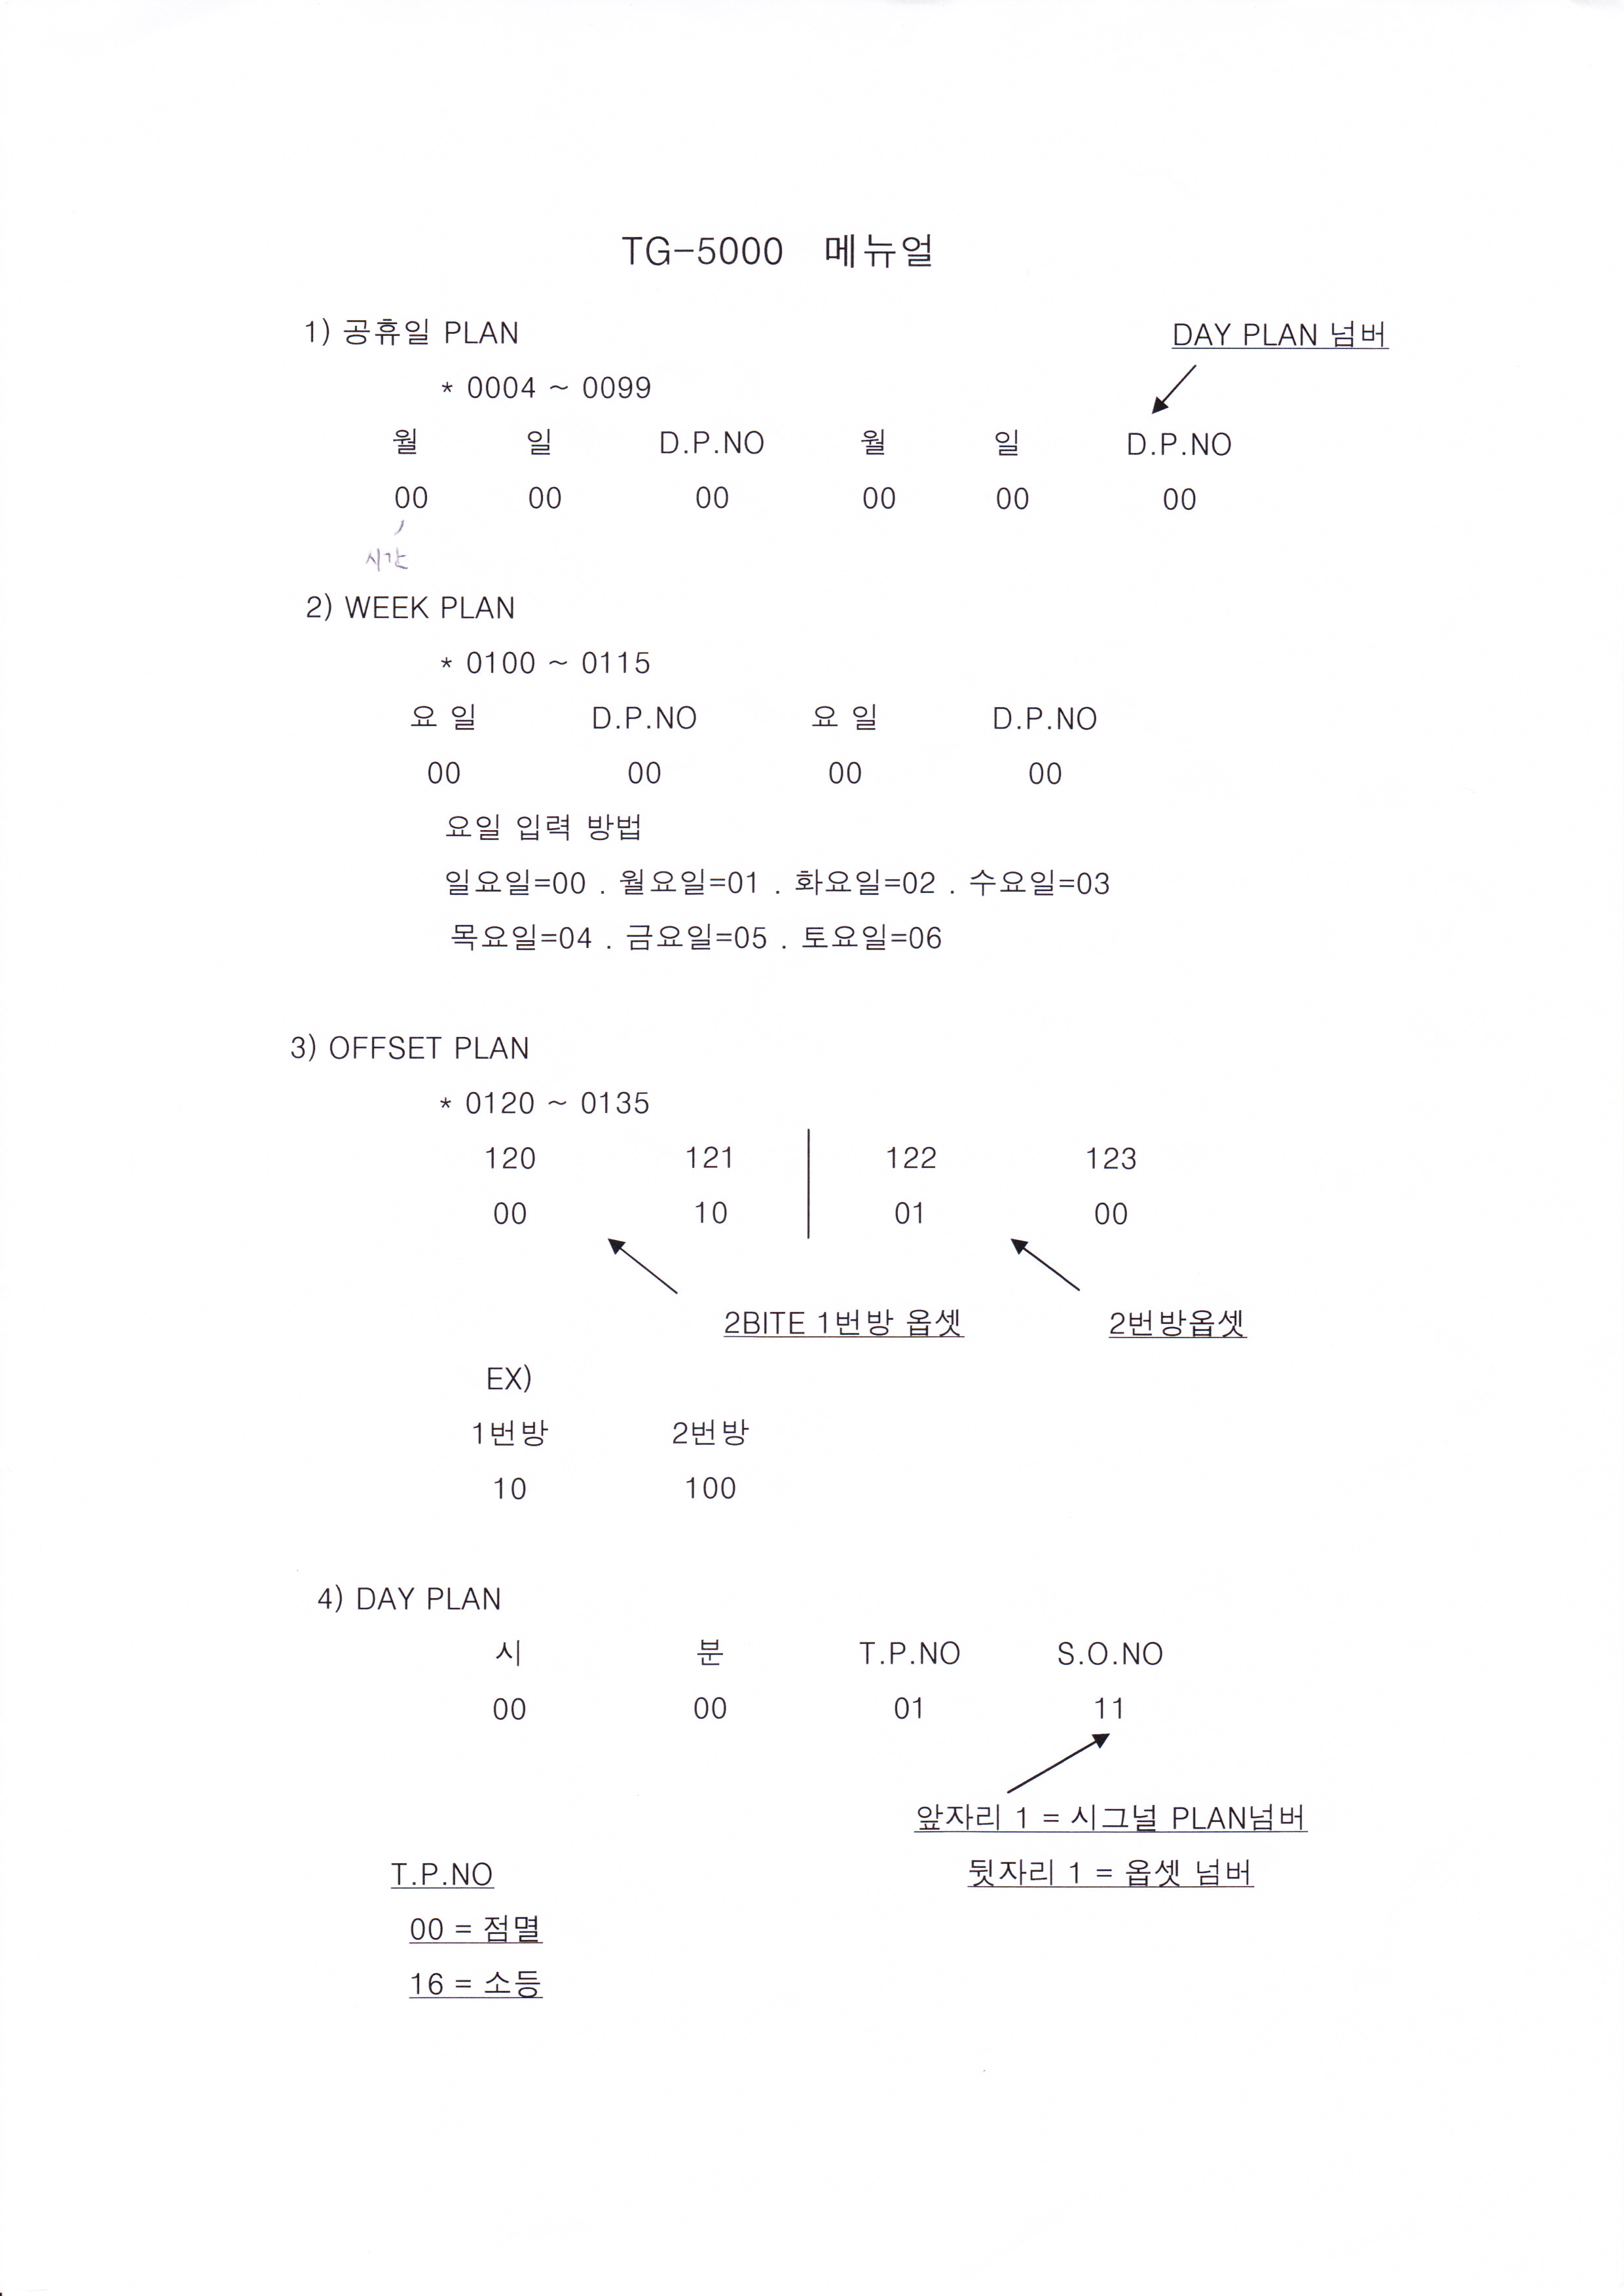 TG-5000 메뉴얼
1) 공휴일 PLAN
DAY PLAN 넘버
* 0004 ~ 0099
월 일 D.P.NO 월 일 D.P.NO
00 00 00 00 00 00
시간
2) WEEK PLAN
* 0100 ~ 0115
요 일 D.P.NO 요 일 D.P.NO
00 00 00 00
요일 입력 방법
일요일=00 . 월요일=01 . 화요일=02 . 수요일=03
목요일=04 . 금요일=05 . 토요일=06
3) OFFSET PLAN
* 0120 ~ 0135
120 121 122 123
00 10 01 00
2BITE 1번방 옵셋 2번방옵셋
EX)
1번방 2번방
10 100
4) DAY PLAN
시 분 T.P.NO S.O.NO
00 00 01 11
앞자리 1 = 시그널 PLAN넘버
T.P.NO 뒷자리 1 = 옵셋 넘버
00 = 점멸
16 = 소등